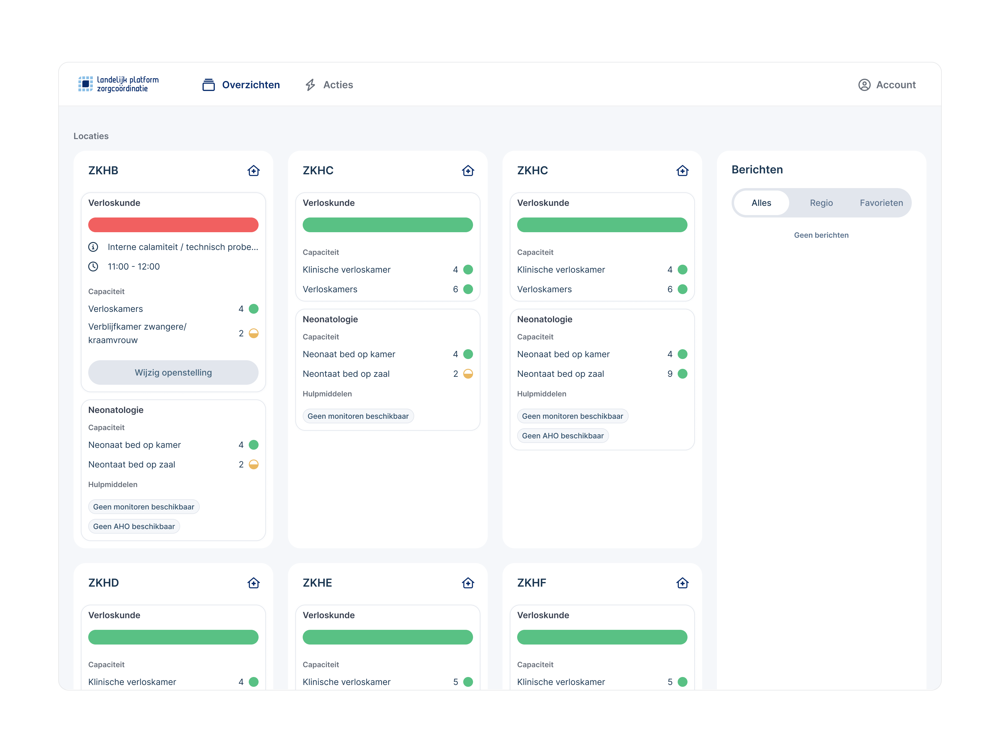 landelijk platform
zorgcoördinatie
Overzichten
Acties
Account
Locaties
ZKHB
Verloskunde
Interne calamiteit / technisch probe...
11:00 - 12:00
Capaciteit
Verloskamers 4
Verblijfkamer zwangere/
kraamvrouw 2
Wijzig openstelling
Neonatologie
Capaciteit
Neonaat bed op kamer 4
Neontaat bed op zaal 2
Hulpmiddelen
Geen monitoren beschikbaar
Geen AHO beschikbaar
ZKHC
Verloskunde
Capaciteit
Klinische verloskamer 4
Verloskamers 6
Neonatologie
Capaciteit
Neonaat bed op kamer 4
Neontaat bed op zaal 2
Hulpmiddelen
Geen monitoren beschikbaar
ZKHC
Verloskunde
Capaciteit
Klinische verloskamer 4
Verloskamers 6
Neonatologie
Capaciteit
Neonaat bed op kamer 4
Neontaat bed op zaal 9
Hulpmiddelen
Geen monitoren beschikbaar
Geen AHO beschikbaar
Berichten
Alles Regio Favorieten
Geen berichten
ZKHD
Verloskunde
Capaciteit
Klinische verloskamer 4
ZKHE
Verloskunde
Capaciteit
Klinische verloskamer 5
ZKHF
Verloskunde
Capaciteit
Klinische verloskamer 5